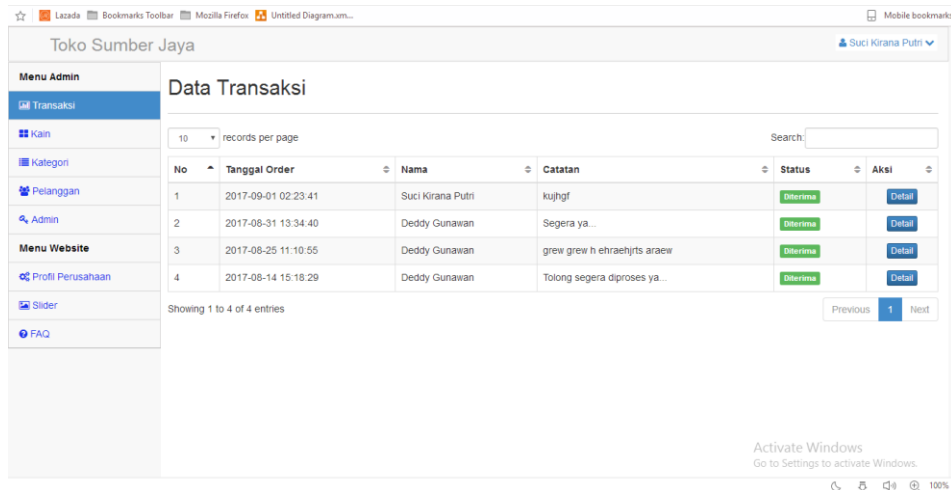 Lazada Bookmarks Toolbar Mozilla Firefox Untitled Diagram.xm... Mobile bookmarks
Toko Sumber Jaya Suci Kirana Putri
Menu Admin
Transaksi
Kain
Kategori
Pelanggan
Admin
Menu Website
Profil Perusahaan
Slider
FAQ
Data Transaksi
10 records per page Search:
No Tanggal Order Nama Catatan Status Aksi
1 2017-09-01 02:23:41 Suci Kirana Putri kujhgf Diterima Detail
2 2017-08-31 13:34:40 Deddy Gunawan Segera ya... Diterima Detail
3 2017-08-25 11:10:55 Deddy Gunawan grew grew h ehraehjrts araew Diterima Detail
4 2017-08-14 15:18:29 Deddy Gunawan Tolong segera diproses ya... Diterima Detail
Showing 1 to 4 of 4 entries Previous 1 Next
Activate Windows
Go to Settings to activate Windows.
100%